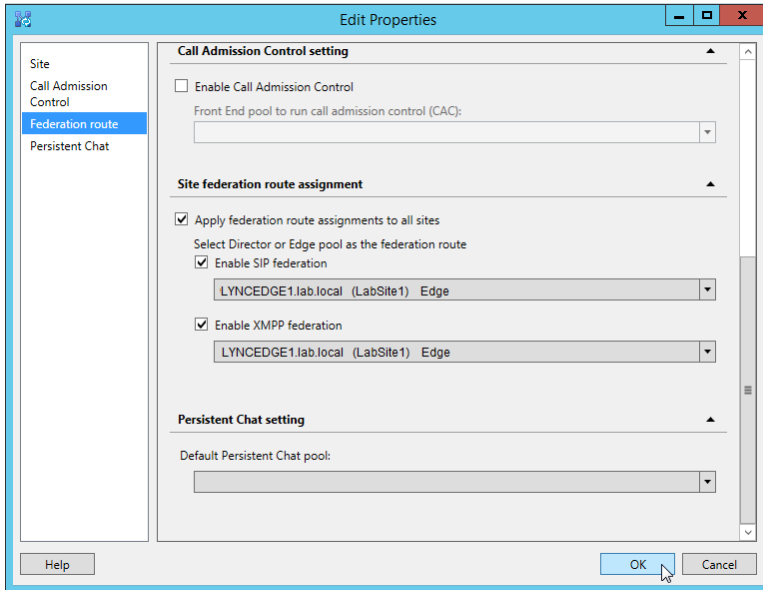 Edit Properties
Site
Call Admission
Control
Federation route
Persistent Chat
Call Admission Control setting
Enable Call Admission Control
Front End pool to run call admission control (CAC):
Site federation route assignment
Apply federation route assignments to all sites
Select Director or Edge pool as the federation route
Enable SIP federation
LYNCEDGE1.lab.local (LabSite1) Edge
Enable XMPP federation
LYNCEDGE1.lab.local (LabSite1) Edge
Persistent Chat setting
Default Persistent Chat pool:
Help
OK
Cancel